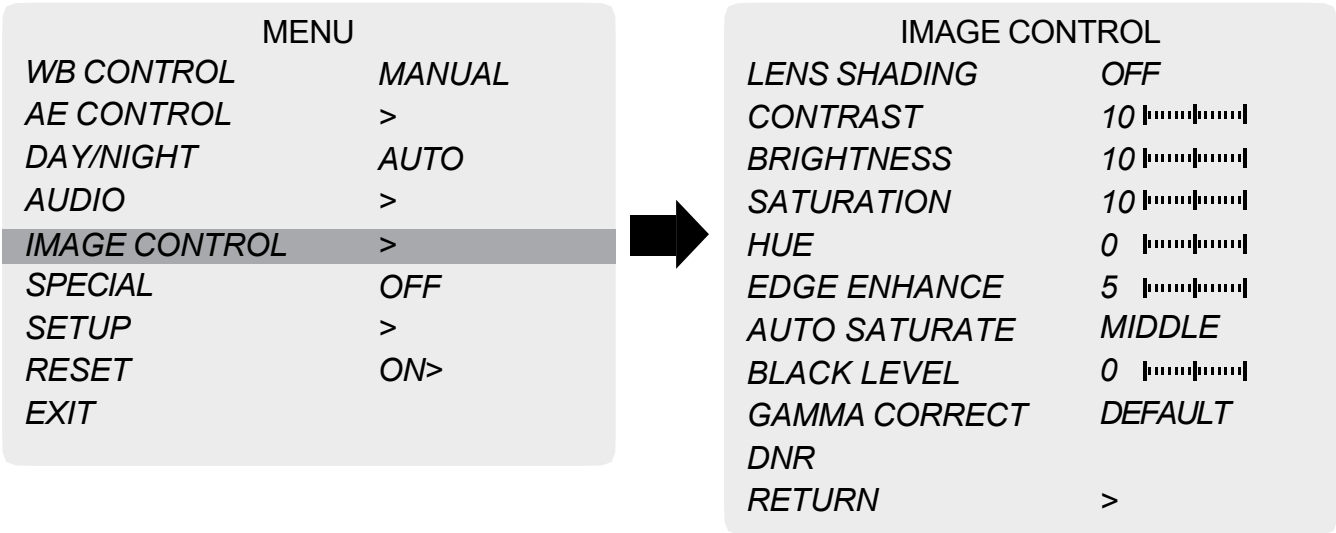 MENU
WB CONTROL MANUAL
AE CONTROL >
DAY/NIGHT AUTO
AUDIO >
IMAGE CONTROL >
SPECIAL OFF
SETUP >
RESET ON>
EXIT
IMAGE CONTROL
LENS SHADING OFF
CONTRAST 10
BRIGHTNESS 10
SATURATION 10
HUE 0
EDGE ENHANCE 5
AUTO SATURATE MIDDLE
BLACK LEVEL 0
GAMMA CORRECT DEFAULT
DNR
RETURN >